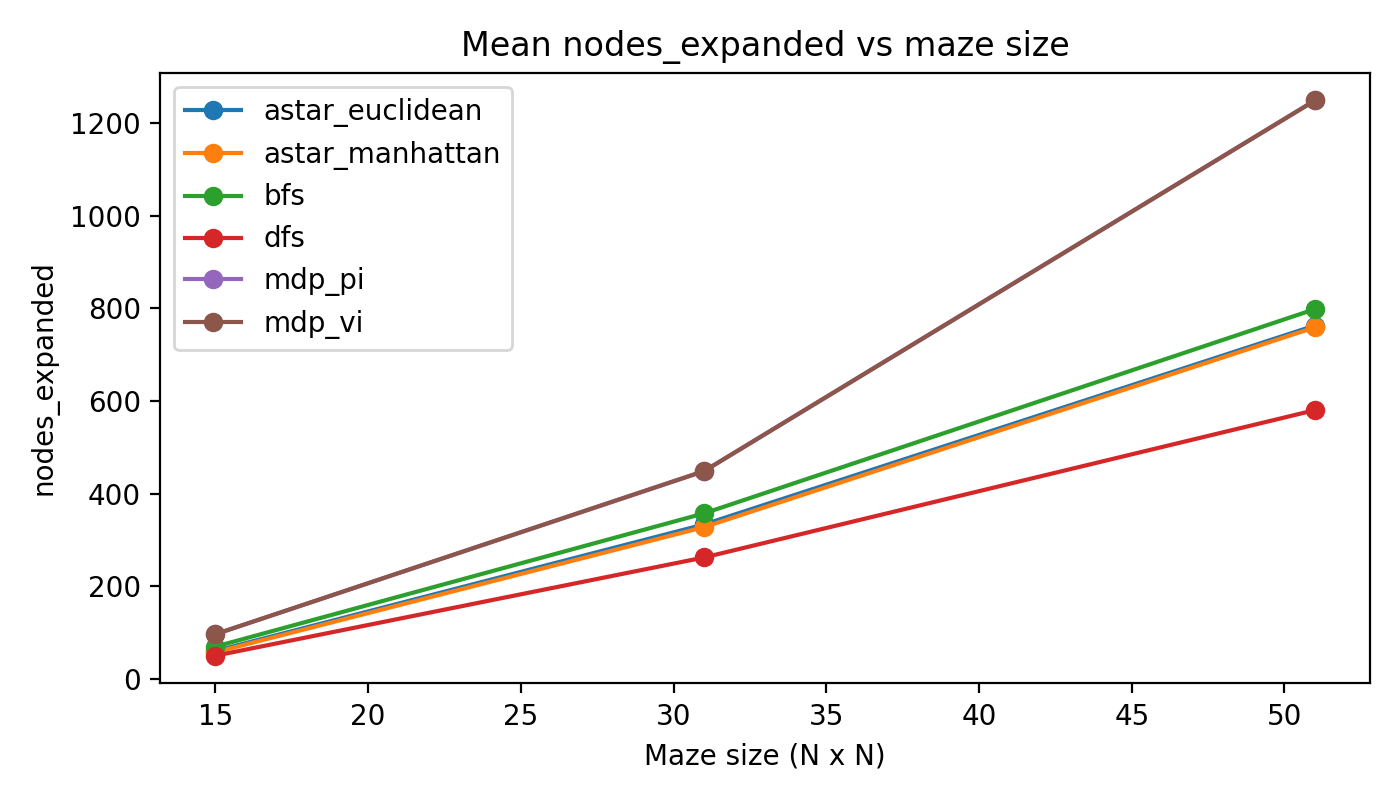 Mean nodes_expanded vs maze size
astar_euclidean
astar_manhattan
bfs
dfs
mdp_pi
mdp_vi
nodes_expanded
1200
1000
800
600
400
200
0
15 20 25 30 35 40 45 50
Maze size (N x N)